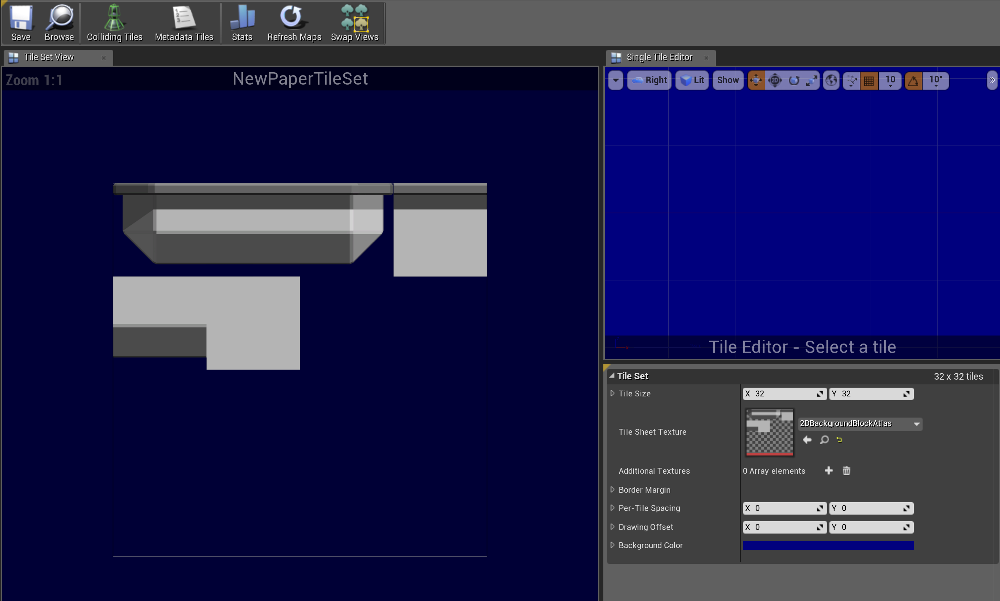 Save Browse Colliding Tiles Metadata Tiles Stats Refresh Maps Swap Views
Tile Set View
Zoom 1:1
NewPaperTileSet
Single Tile Editor
Right Lit Show 10 10°
X
Tile Editor - Select a tile
Tile Set 32 x 32 tiles
Tile Size X 32 Y 32
Tile Sheet Texture 2DBackgroundBlockAtlas
Additional Textures 0 Array elements
Border Margin
Per-Tile Spacing X 0 Y 0
Drawing Offset X 0 Y 0
Background Color